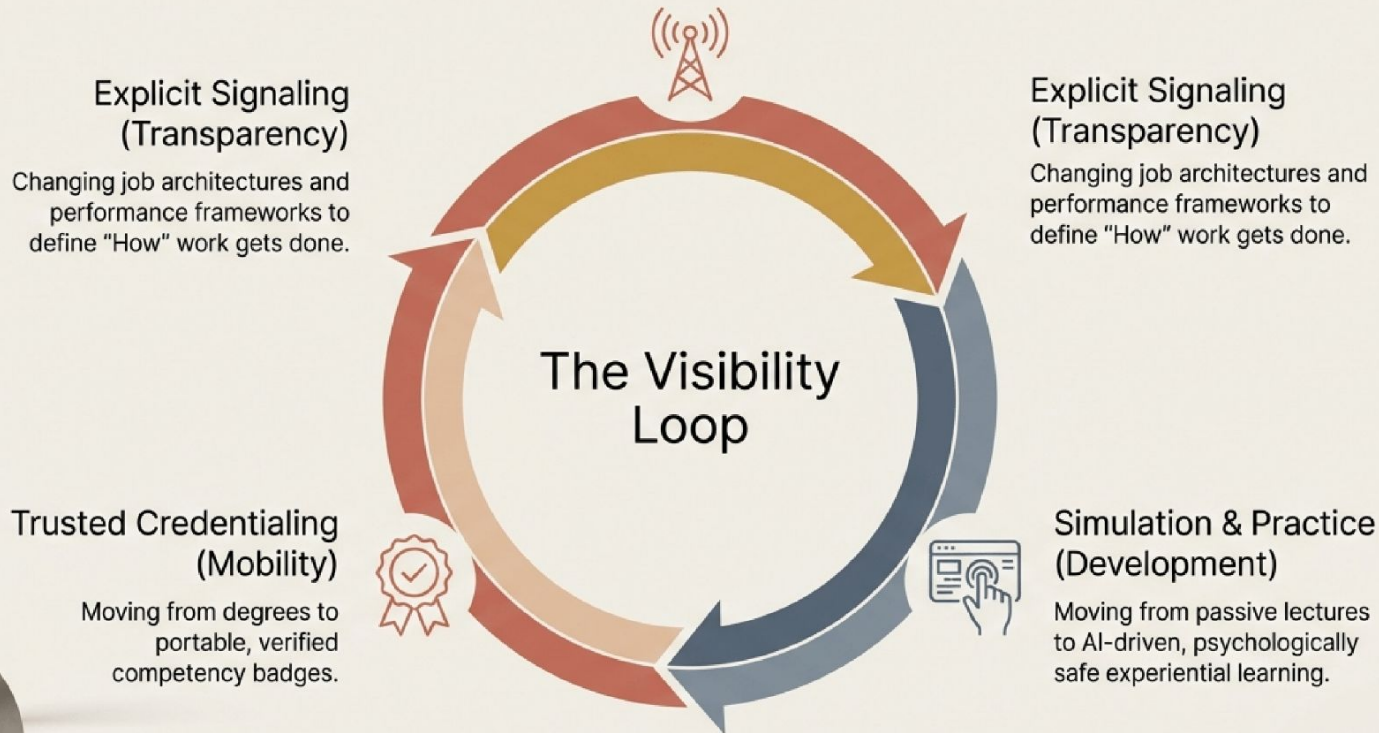 Explicit Signaling
(Transparency)
Changing job architectures and
performance frameworks to
define “How” work gets done.
Explicit Signaling
(Transparency)
Changing job architectures and
performance frameworks to
define “How” work gets done.
The Visibility
Loop
Trusted Credentialing
(Mobility)
Moving from degrees to
portable, verified
competency badges.
Simulation & Practice
(Development)
Moving from passive lectures
to AI-driven, psychologically
safe experiential learning.